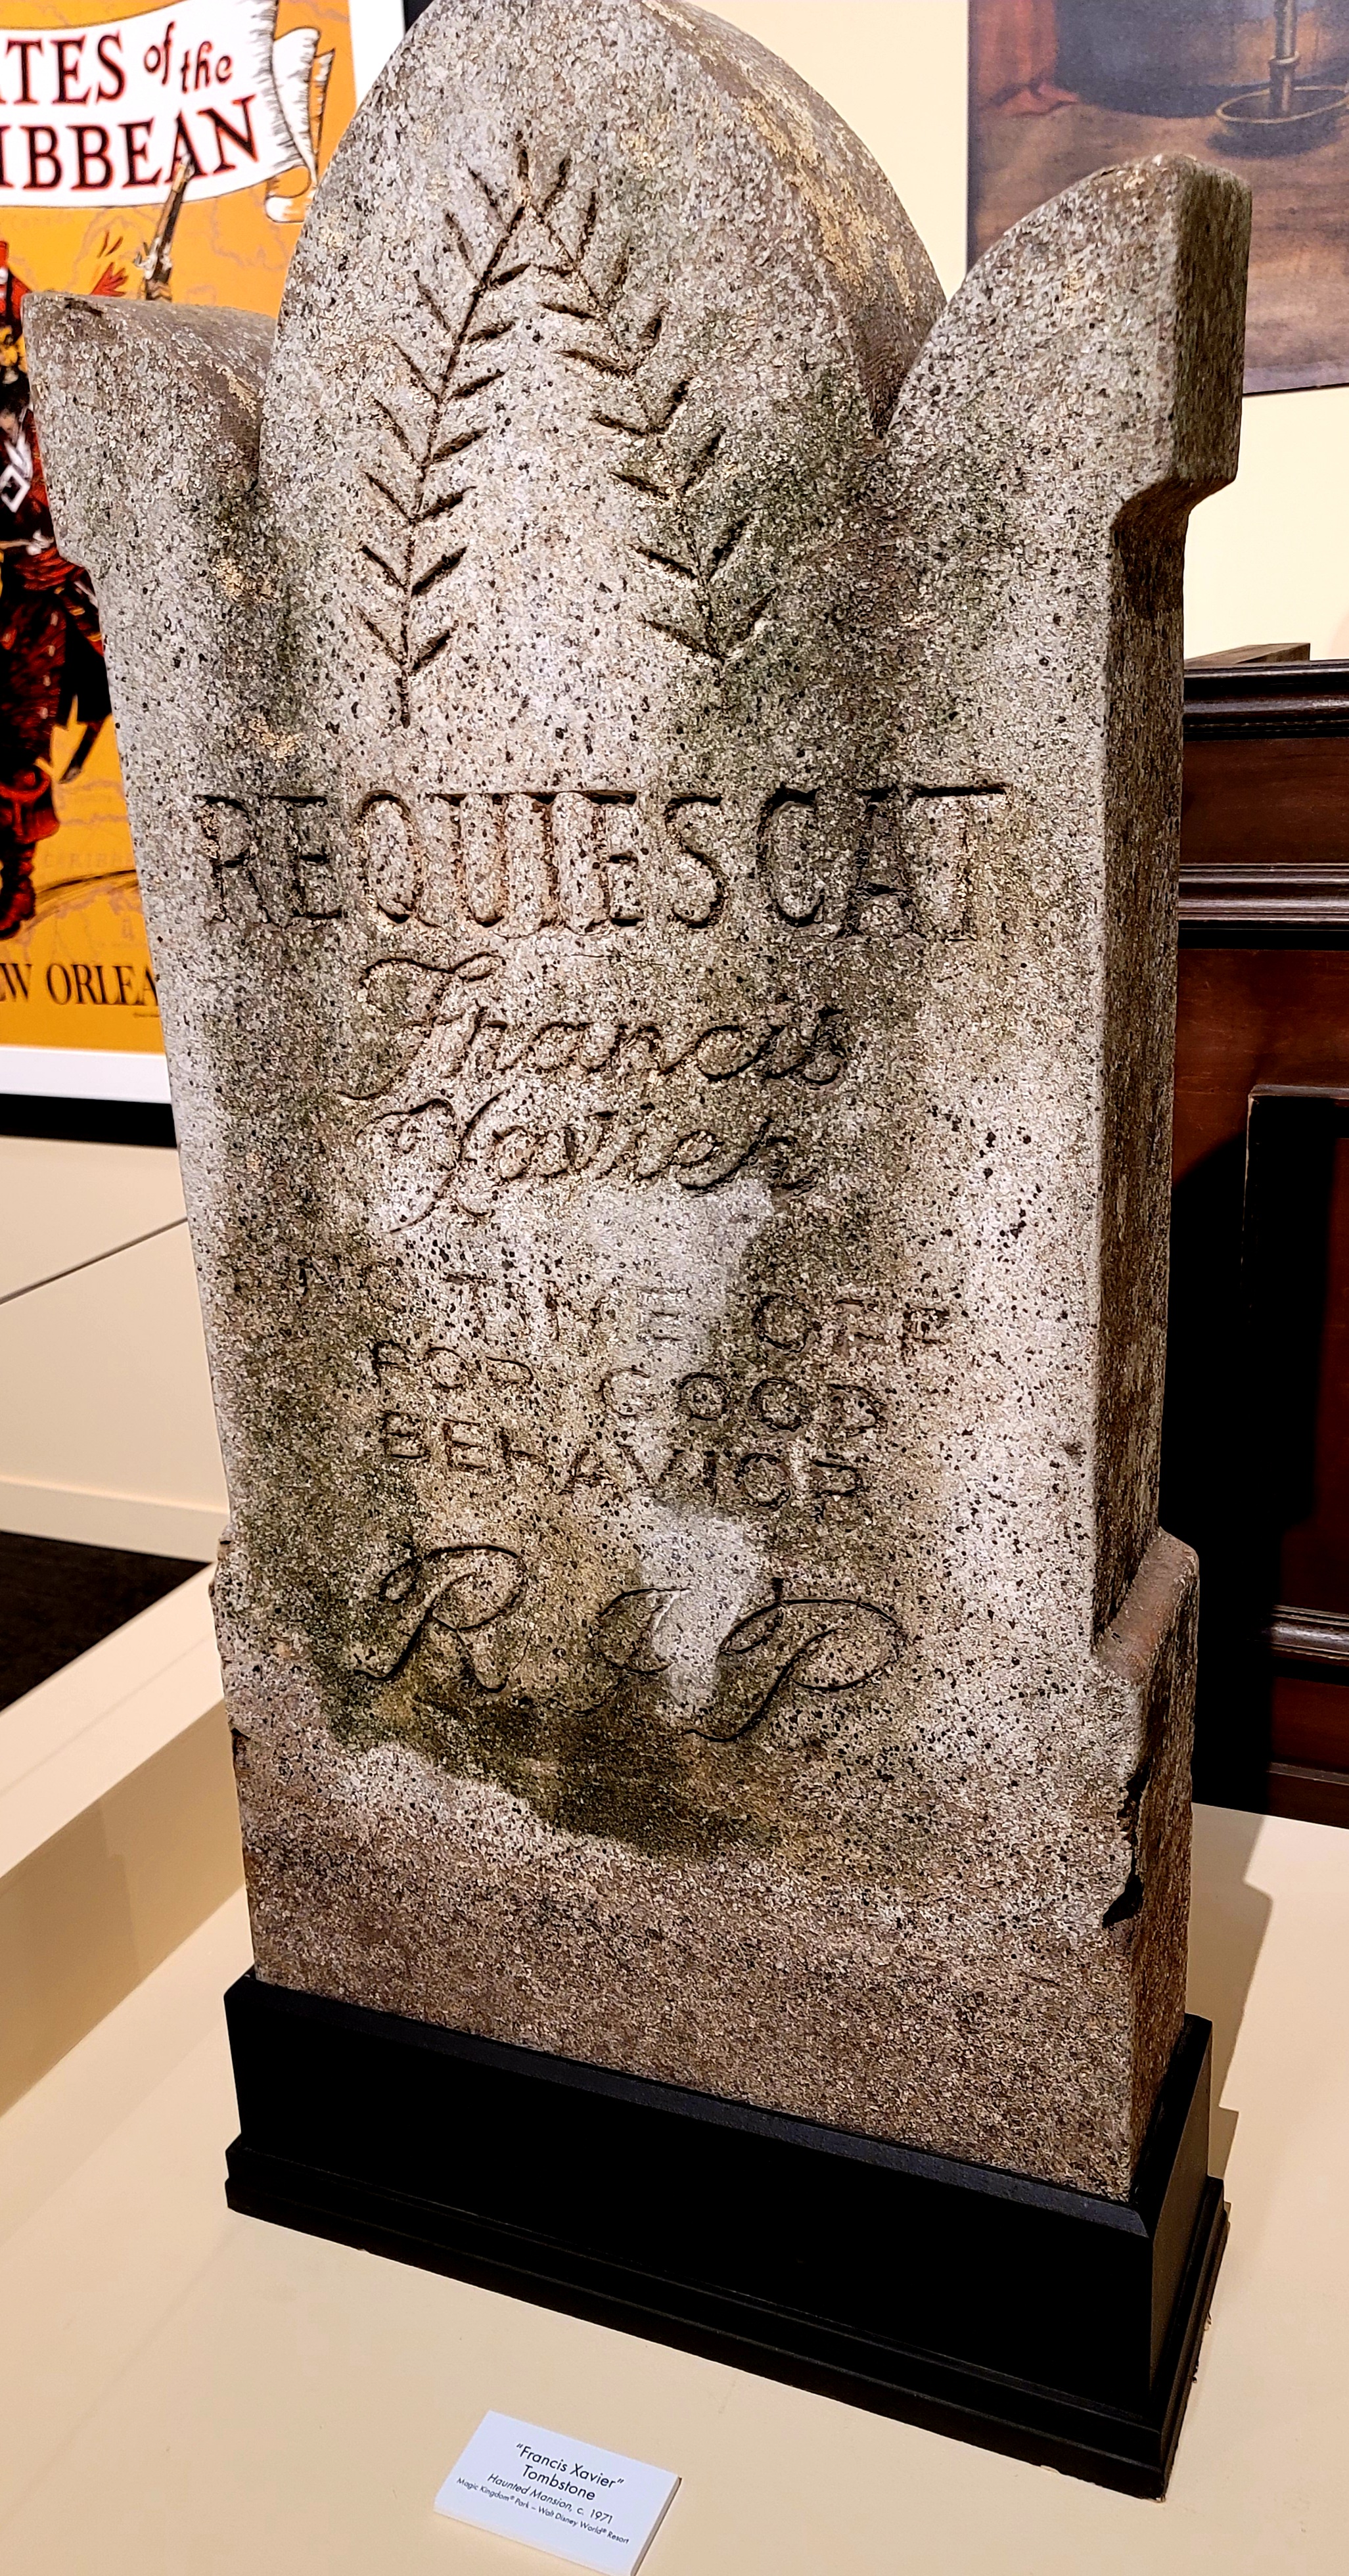 TES of the
IBBEAN
EW ORLEA
REQUIESCAT
Francis
Xavier
NO TIME OFF
FOR GOOD
BEHAVIOR
R I P
"Francis Xavier"
Tombstone
Haunted Mansion, c. 1971
Magic Kingdom® Park – Walt Disney World® Resort